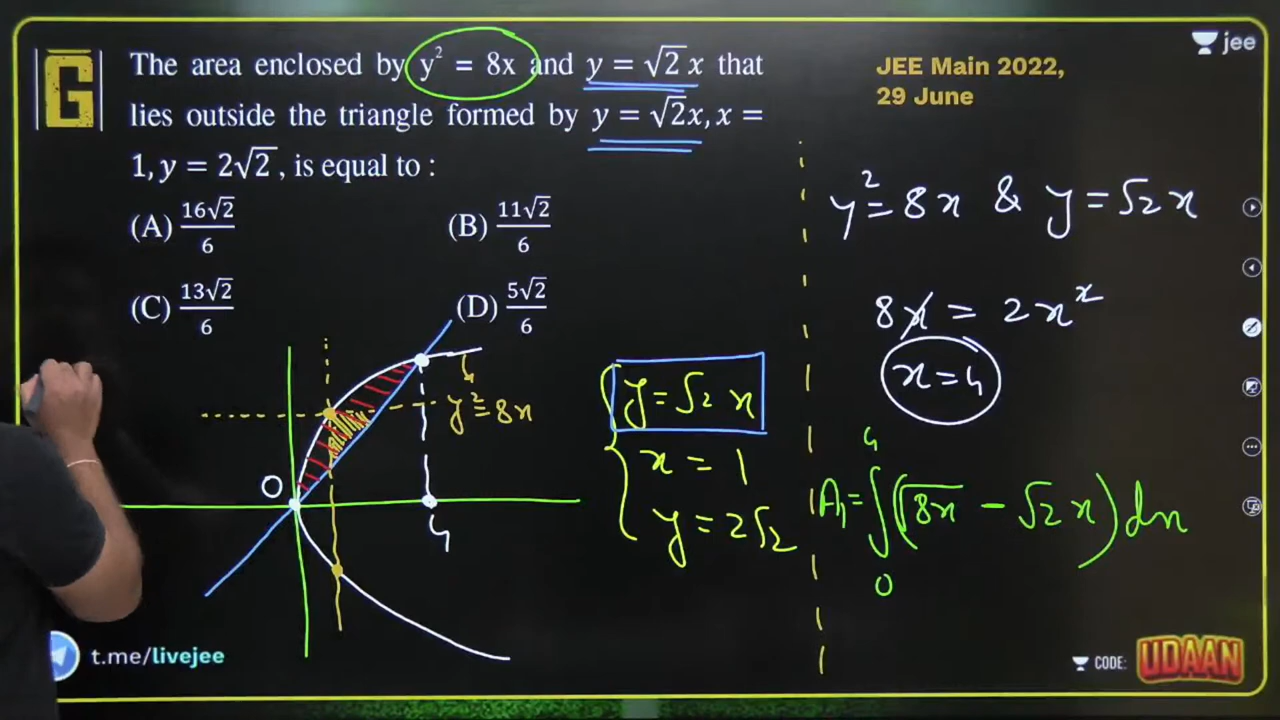 G
The area enclosed by y² = 8x and y = √2 x that
lies outside the triangle formed by y = √2x, x =
1, y = 2√2 , is equal to :
(A) 16√2/6
(B) 11√2/6
(C) 13√2/6
(D) 5√2/6
jee
JEE Main 2022,
29 June
y² = 8x & y = √2 x
8x = 2x²
x = 4
O
4
y² = 8x
y = √2 x
x = 1
y = 2√2
A₁ = ∫₀⁴ (√8x − √2 x) dx
t.me/livejee
CODE: UDAAN